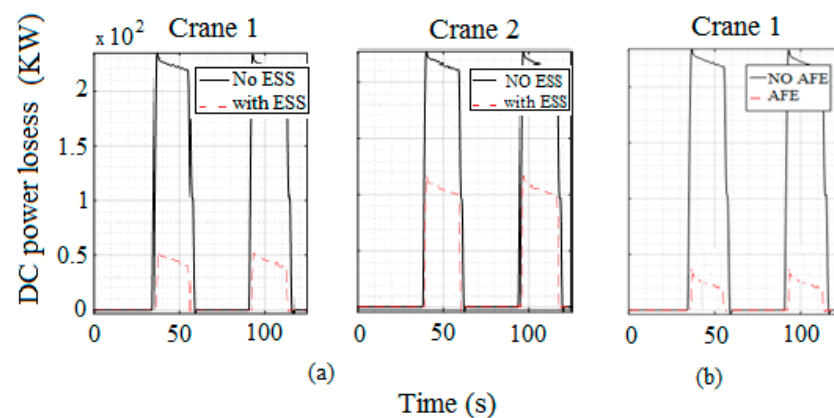 Crane 1
Crane 2
Crane 1
x 10²
DC power losess (KW)
2
1.5
1
0.5
0
No ESS
with ESS
NO ESS
with ESS
NO AFE
AFE
0 50 100
0 50 100
0 50 100
(a)
(b)
Time (s)